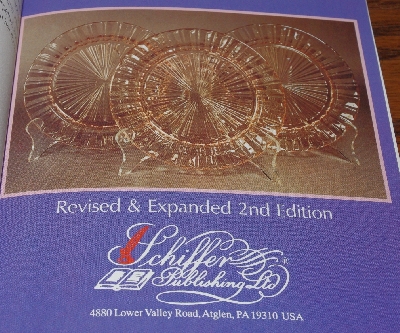 Revised & Expanded 2nd Edition
Schiffer®
Publishing Ltd
4880 Lower Valley Road, Atglen, PA 19310 USA